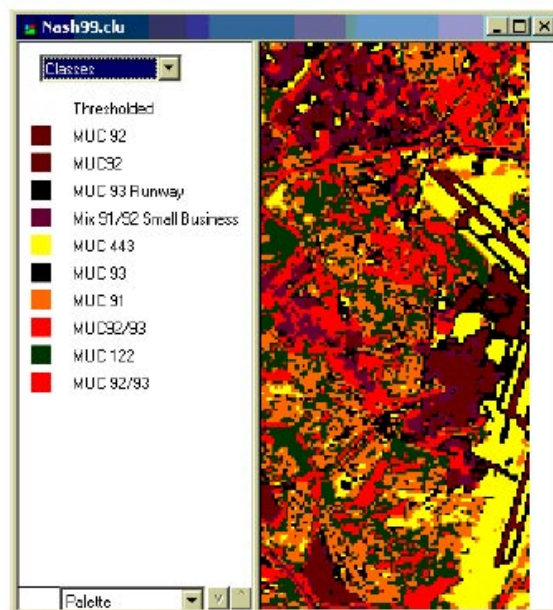 Nash99.clu
Classes
Thresholded
MUC 92
MUC92
MUC 93 Runway
Mix 91/92 Small Business
MUC 443
MUC 93
MUC 91
MUC92/93
MUC 122
MUC 92/93
Palette